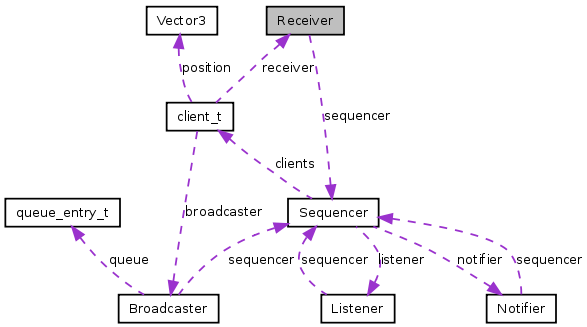 Vector3
Receiver
position
receiver
client_t
sequencer
clients
queue_entry_t
broadcaster
Sequencer
queue
sequencer
sequencer
listener
notifier
sequencer
Broadcaster
Listener
Notifier